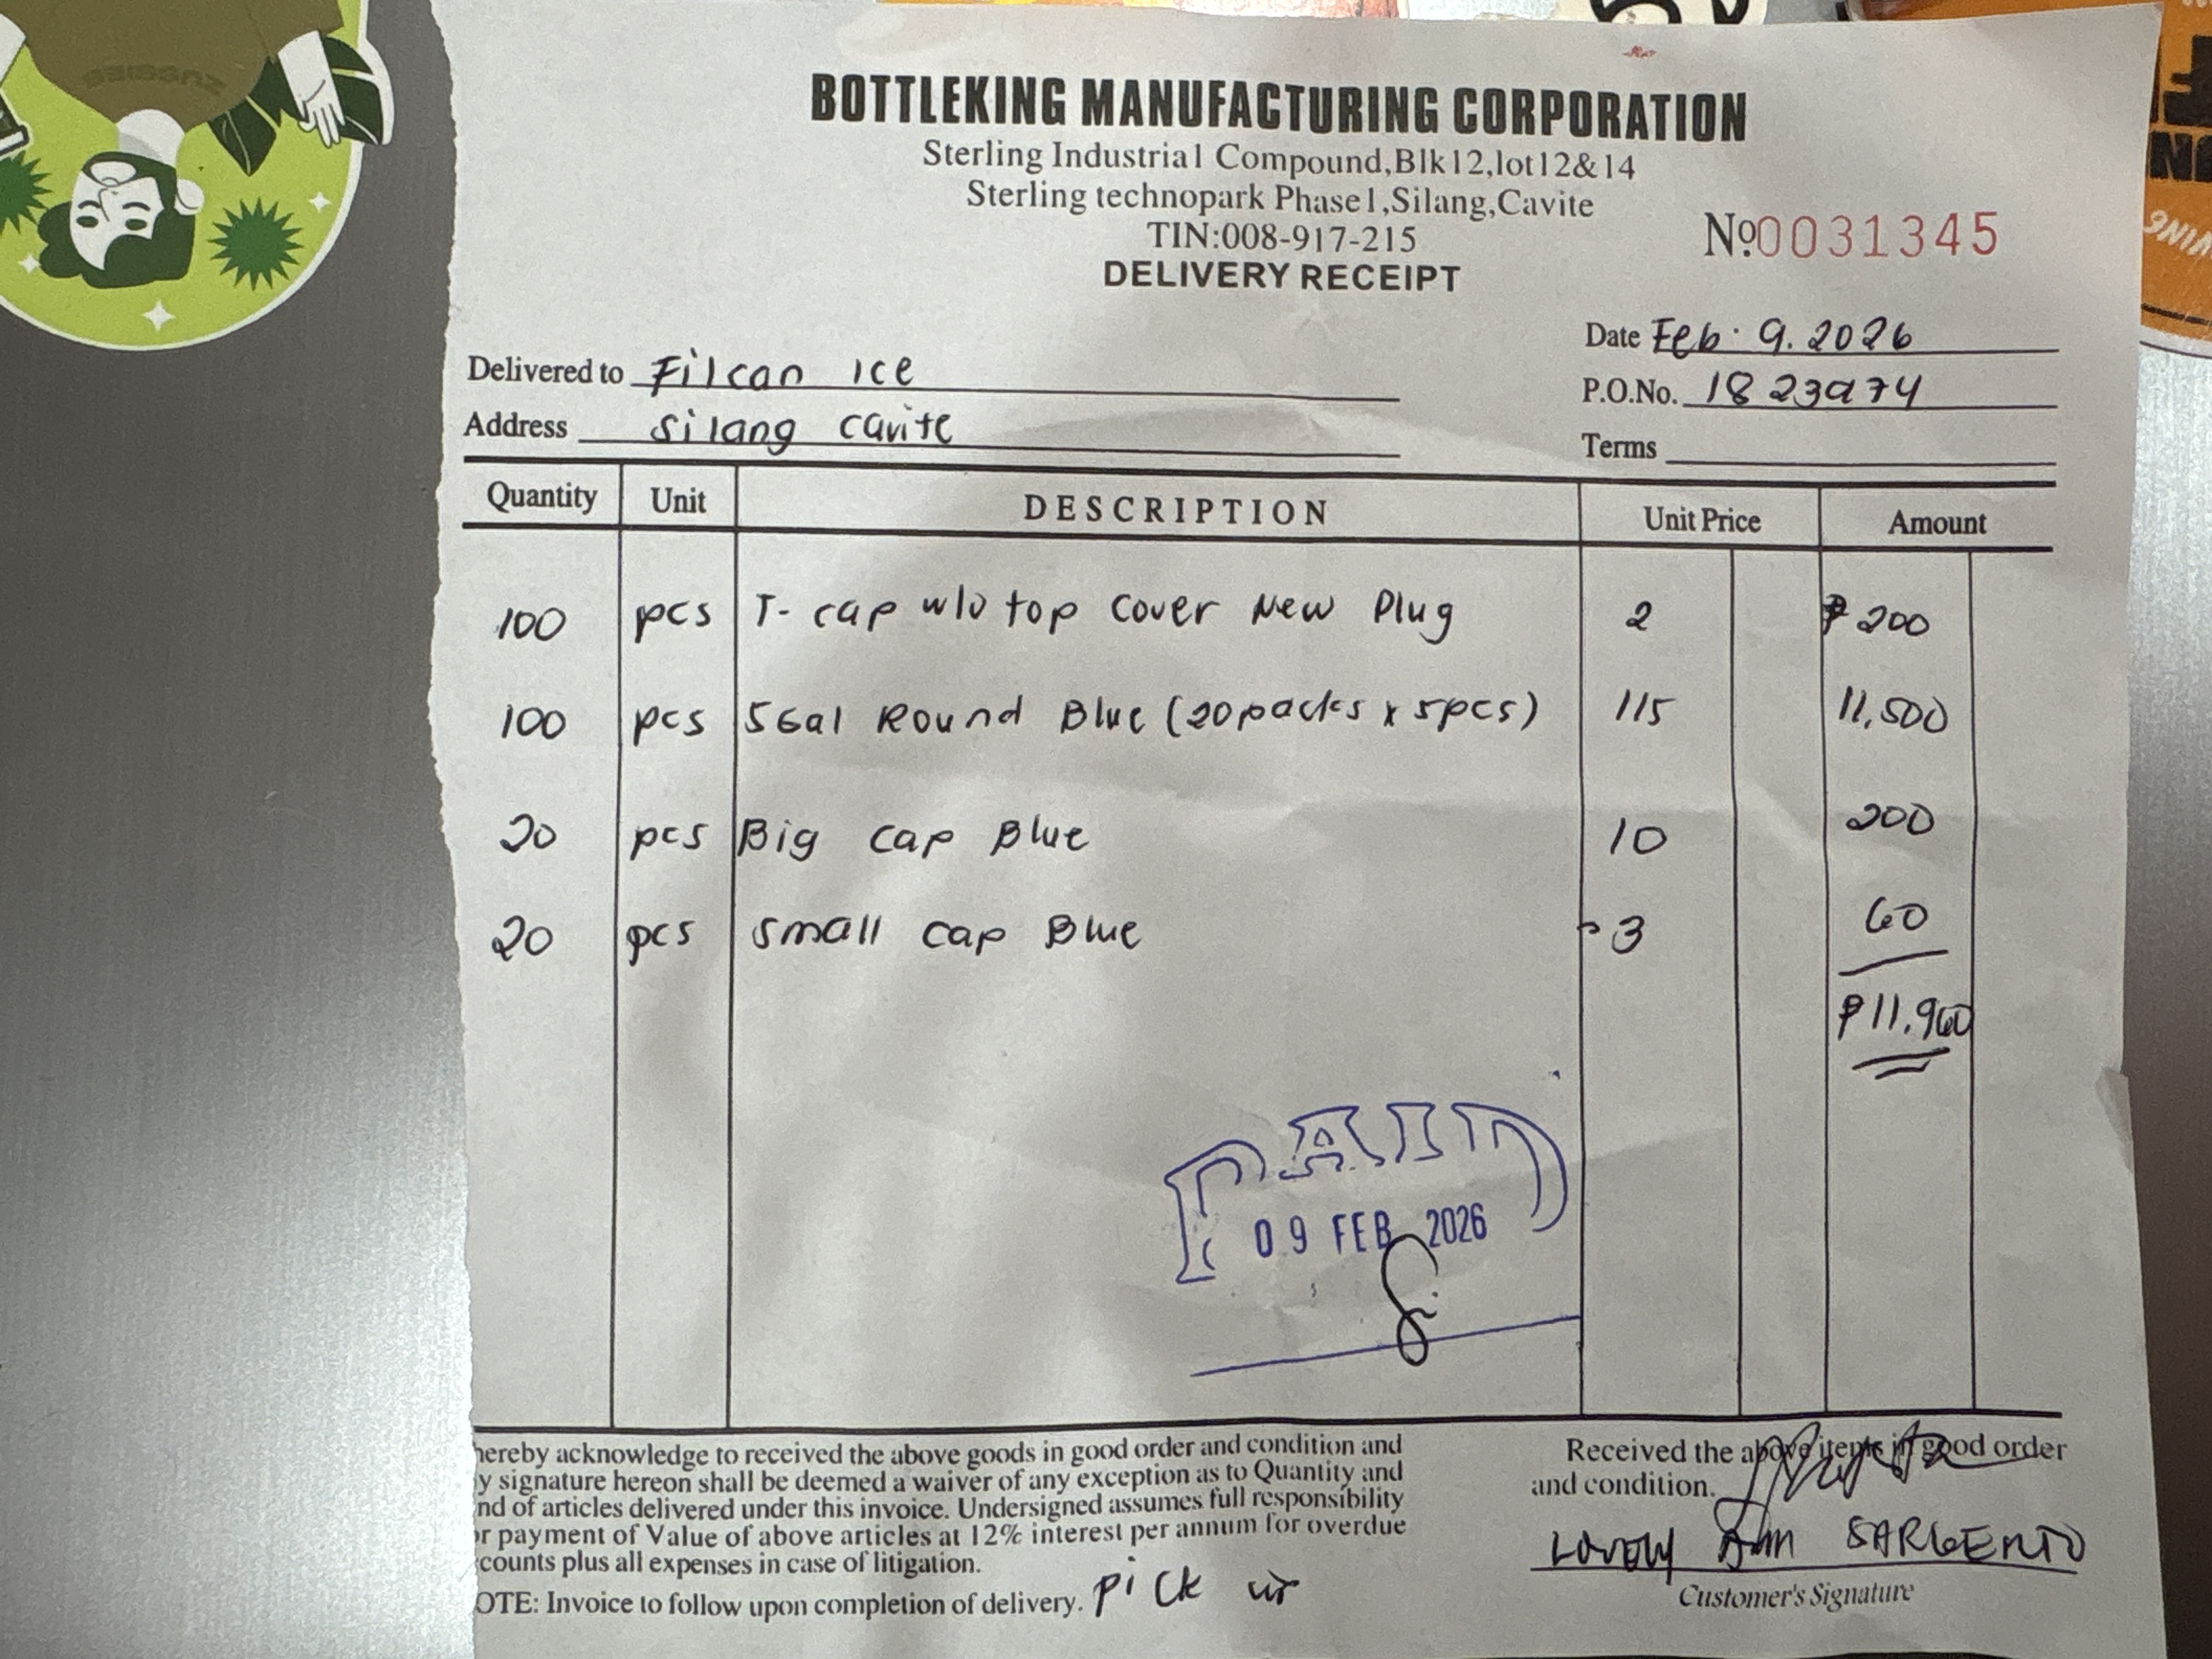 BOTTLEKING MANUFACTURING CORPORATION
Sterling Industrial Compound,Blk12,lot12&14
Sterling technopark Phase1,Silang,Cavite
TIN:008-917-215
No. 0031345
DELIVERY RECEIPT
Date Feb. 9. 2026
Delivered to Filcan Ice
P.O.No. 1823974
Address Silang Cavite
Terms
Quantity Unit DESCRIPTION Unit Price Amount
100 pcs T-cap w/o top Cover New Plug 2 ₱200
100 pcs 5Gal Round Blue (20packs x 5pcs) 115 11,500
20 pcs Big Cap Blue 10 200
20 pcs Small Cap Blue 3 60
₱11,960
PAID
09 FEB 2026
hereby acknowledge to received the above goods in good order and condition and
y signature hereon shall be deemed a waiver of any exception as to Quantity and
nd of articles delivered under this invoice. Undersigned assumes full responsibility
r payment of Value of above articles at 12% interest per annum for overdue
counts plus all expenses in case of litigation.
OTE: Invoice to follow upon completion of delivery. Pick up
Received the above items in good order
and condition.
Lovely Ann SARGENTO
Customer's Signature